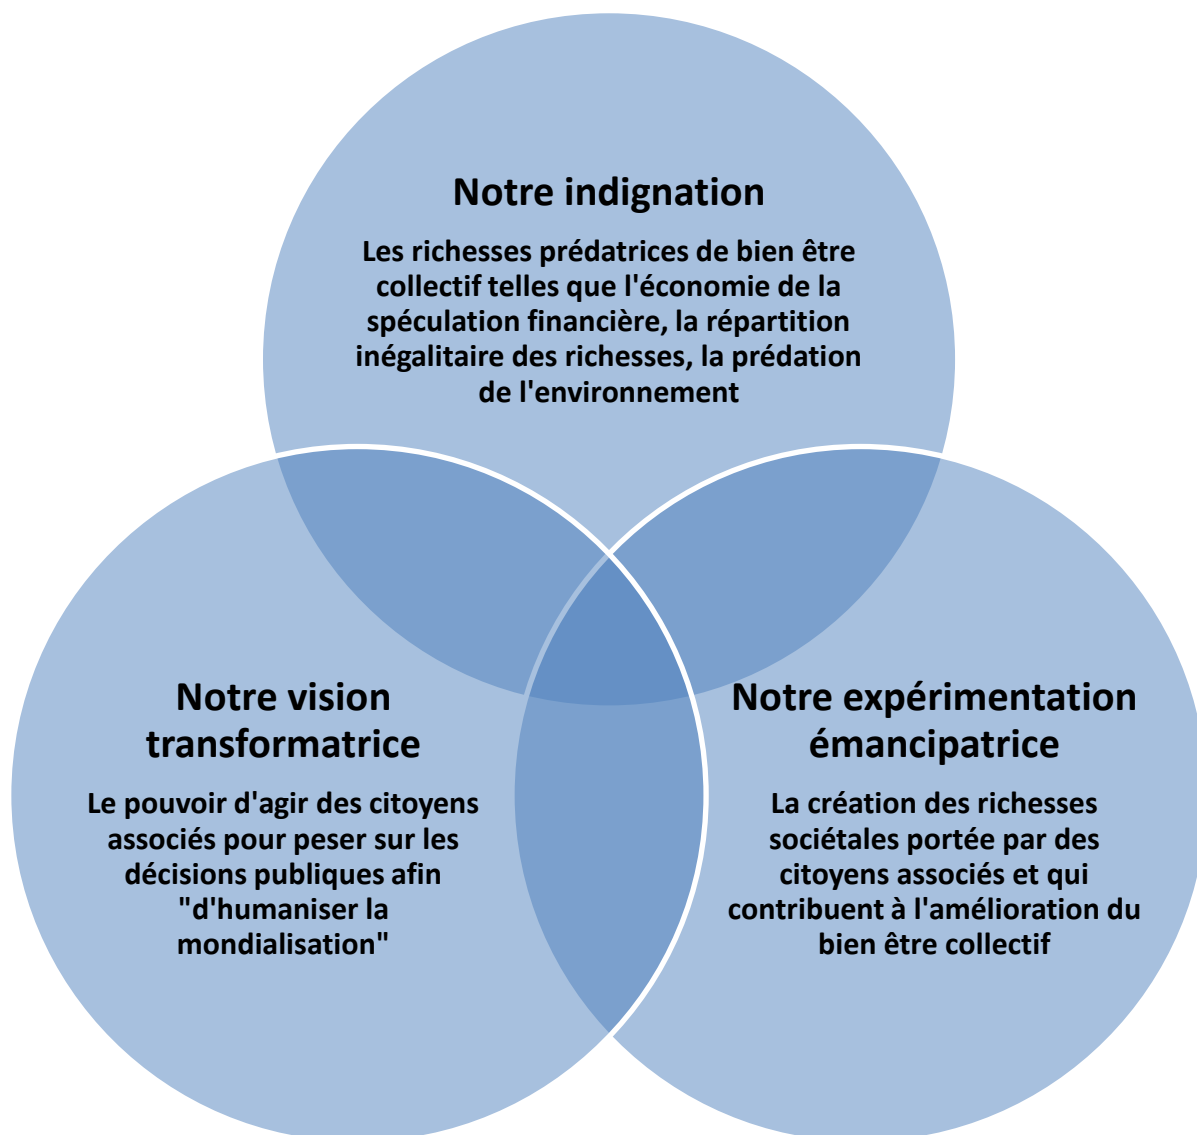 Notre indignation
Les richesses prédatrices de bien être
collectif telles que l'économie de la
spéculation financière, la répartition
inégalitaire des richesses, la prédation
de l'environnement
Notre vision
transformatrice
Le pouvoir d'agir des citoyens
associés pour peser sur les
décisions publiques afin
"d'humaniser la
mondialisation"
Notre expérimentation
émancipatrice
La création des richesses
sociétales portée par des
citoyens associés et qui
contribuent à l'amélioration du
bien être collectif